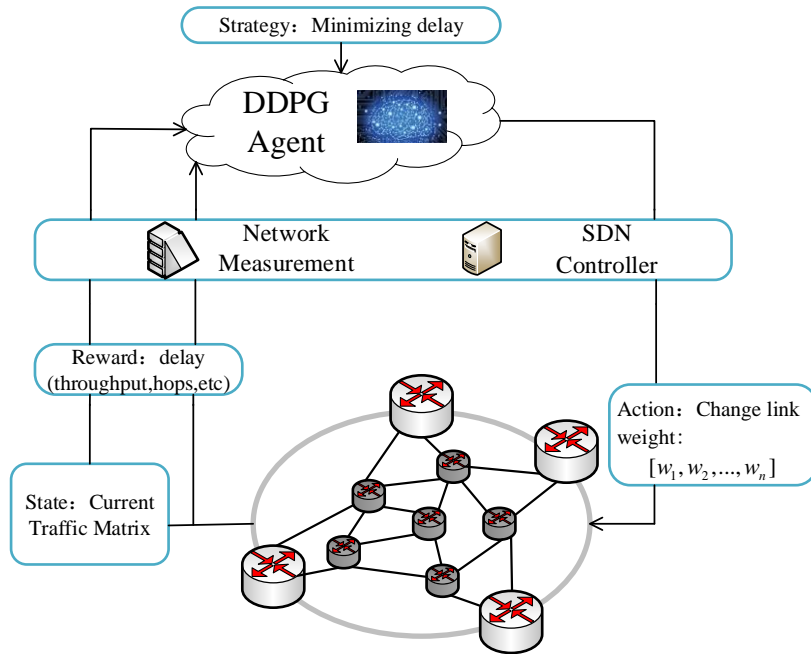 Strategy：Minimizing delay
DDPG
Agent
Network
Measurement
SDN
Controller
Reward：delay
(throughput,hops,etc)
Action：Change link
weight：
[w₁, w₂,..., wₙ]
State：Current
Traffic Matrix